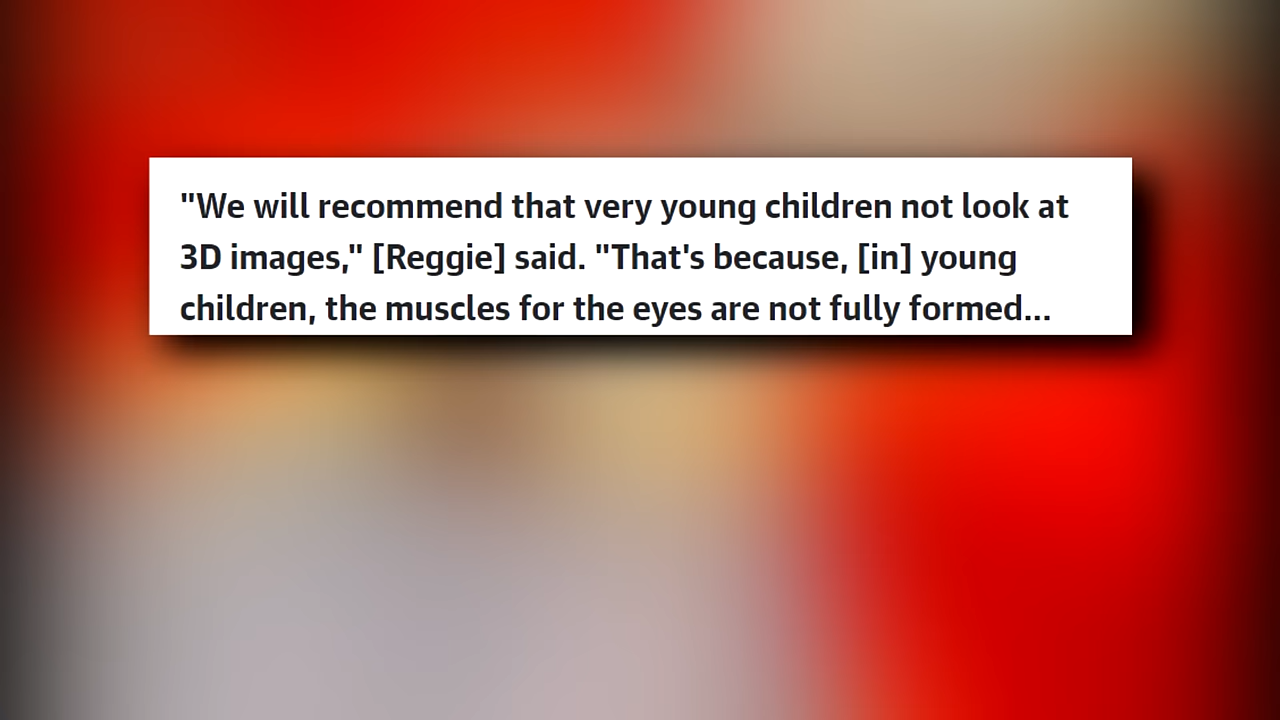 "We will recommend that very young children not look at
3D images," [Reggie] said. "That's because, [in] young
children, the muscles for the eyes are not fully formed...